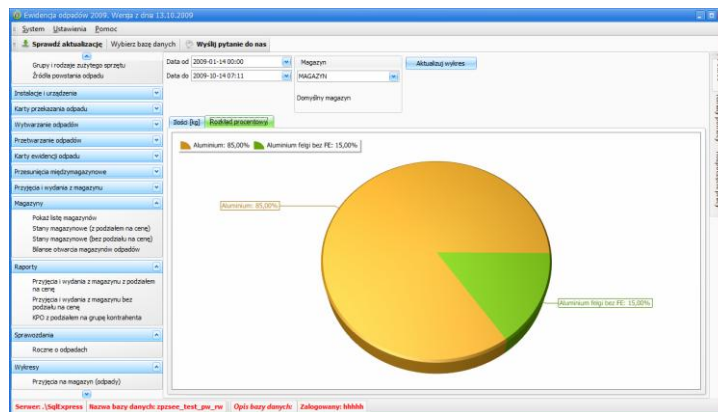 Ewidencja odpadów 2009. Wersja z dnia 13.10.2009
System Ustawienia Pomoc
Sprawdź aktualizację Wybierz bazę danych Wyślij pytanie do nas
Grupy i rodzaje zużytego sprzętu
Źródła powstania odpadu
Instalacje i urządzenia
Karty przekazania odpadu
Wytwarzanie odpadów
Przetwarzanie odpadów
Karty ewidencji odpadu
Przesunięcia międzymagazynowe
Przyjęcia i wydania z magazynu
Magazyny
Pokaż listę magazynów
Stany magazynowe (z podziałem na cenę)
Stany magazynowe (bez podziału na cenę)
Bilanse otwarcia magazynów odpadów
Raporty
Przyjęcia i wydania z magazynu z podziałem
na cenę
Przyjęcia i wydania z magazynu bez
podziału na cenę
KPO z podziałem na grupę kontrahenta
Sprawozdania
Roczne o odpadach
Wykresy
Przyjęcia na magazyn (odpady)
Data od 2009-01-14 00:00
Data do 2009-10-14 07:11
Magazyn
MAGAZYN
Domyślny magazyn
Aktualizuj wykres
Ilości [kg] Rozkład procentowy
Aluminium: 85,00% Aluminium felgi bez FE: 15,00%
Aluminium: 85,00%
Aluminium felgi bez FE: 15,00%
Serwer: .\SqlExpress Nazwa bazy danych: zpzsee_test_pw_rw Opis bazy danych: Zalogowany: hhhhh